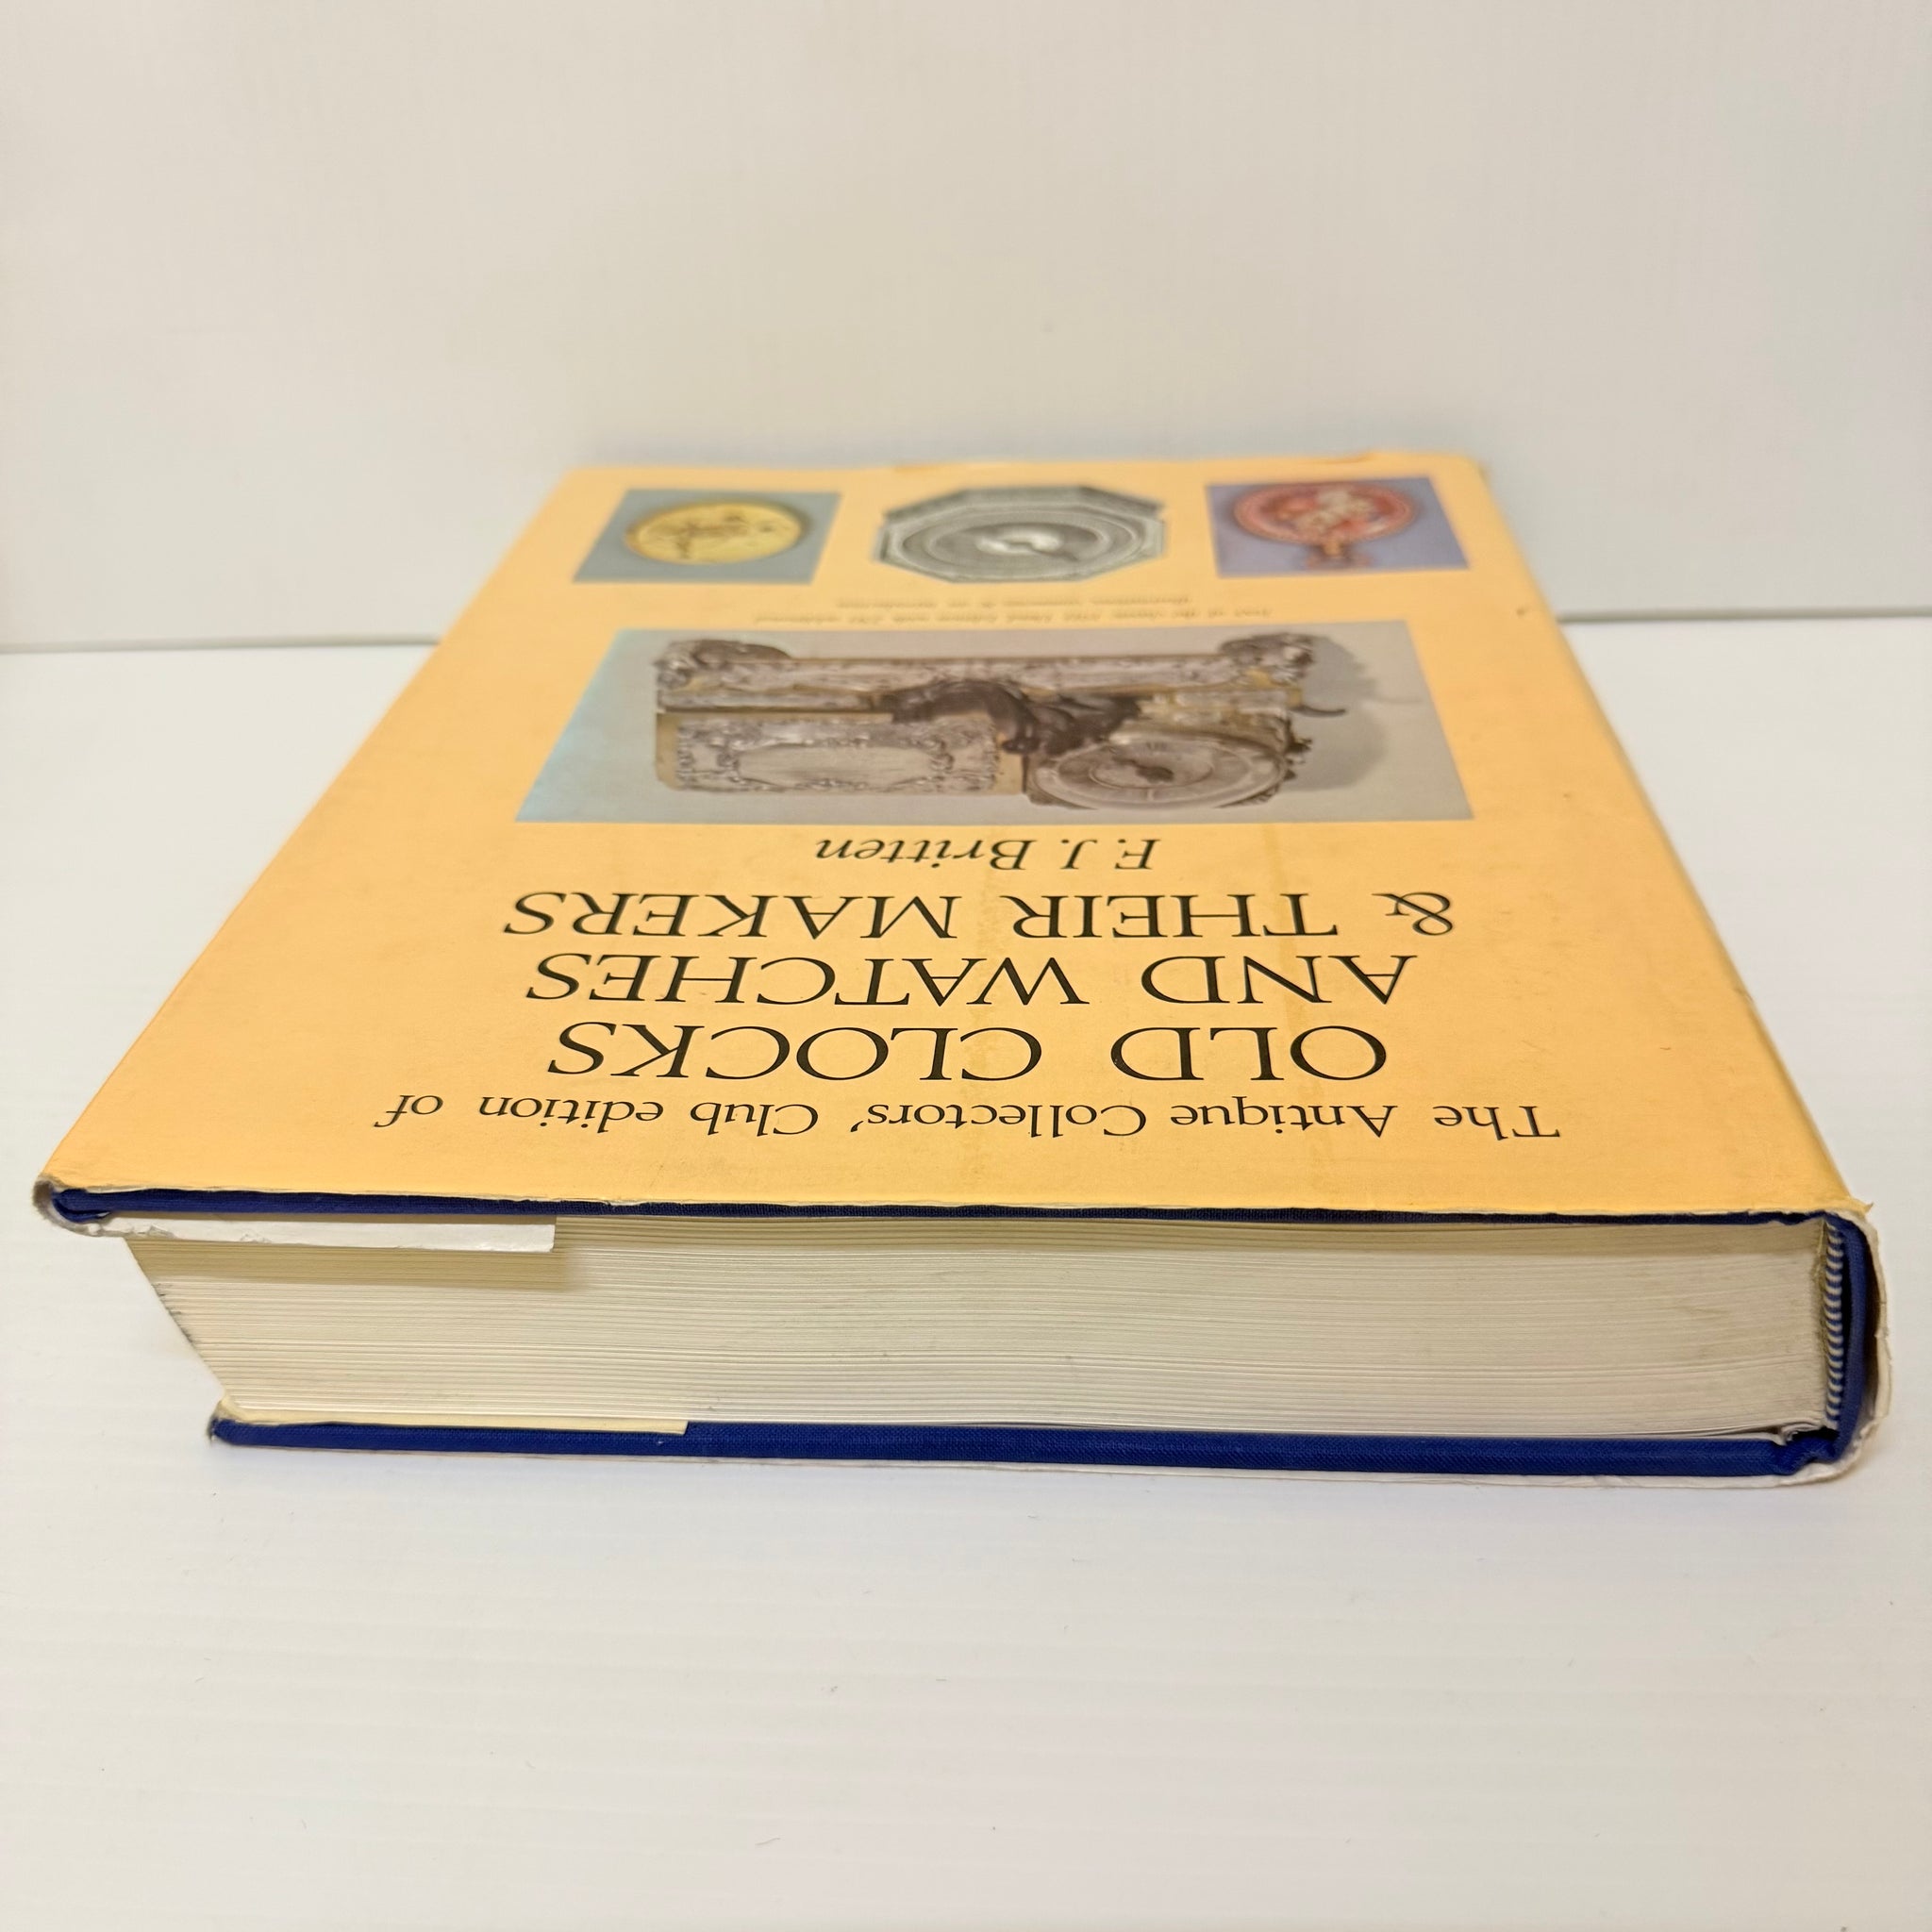 The Antique Collectors' Club edition of
OLD CLOCKS
AND WATCHES
& THEIR MAKERS
F. J. Britten